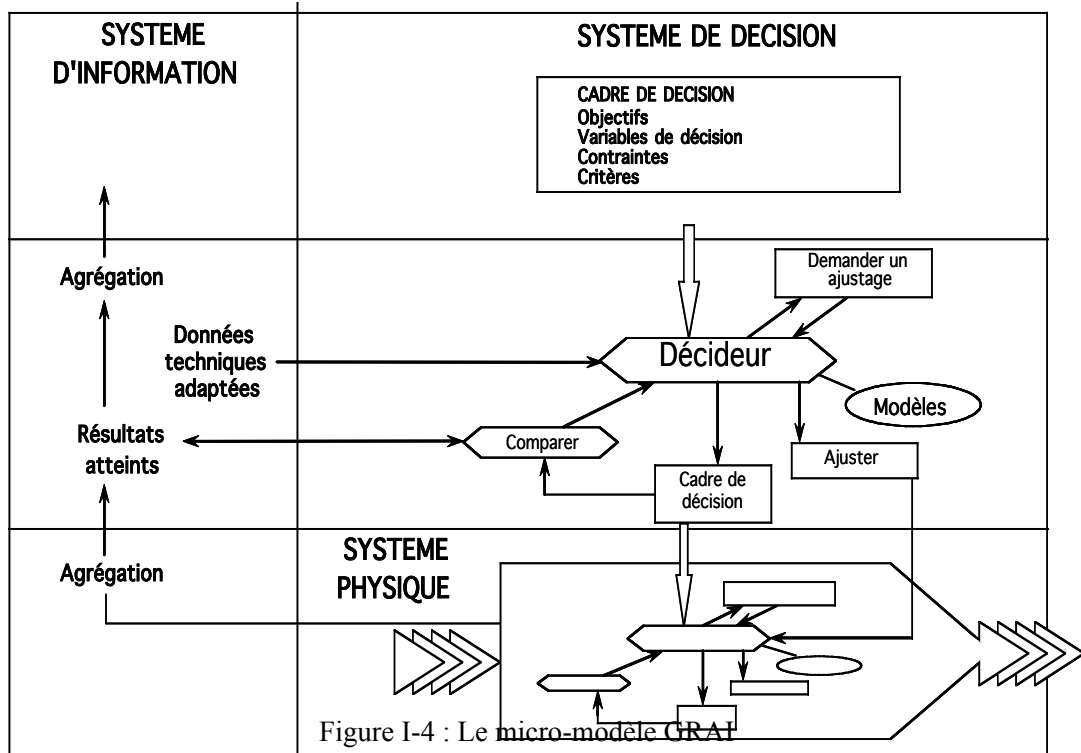 SYSTEME
D'INFORMATION
SYSTEME DE DECISION
CADRE DE DECISION
Objectifs
Variables de décision
Contraintes
Critères
Agrégation
Demander un
ajustage
Données
techniques
adaptées
Décideur
Modèles
Résultats
atteints
Comparer
Ajuster
Cadre de
décision
SYSTEME
PHYSIQUE
Agrégation
Figure I-4 : Le micro-modèle GRAI